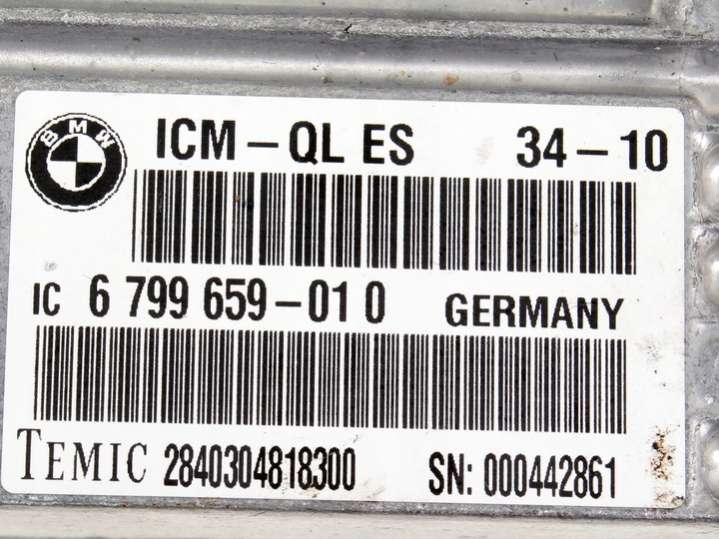 BMW
ICM-QL ES 34-10
IC 6 799 659-01 0 GERMANY
TEMIC 2840304818300 SN: 000442861